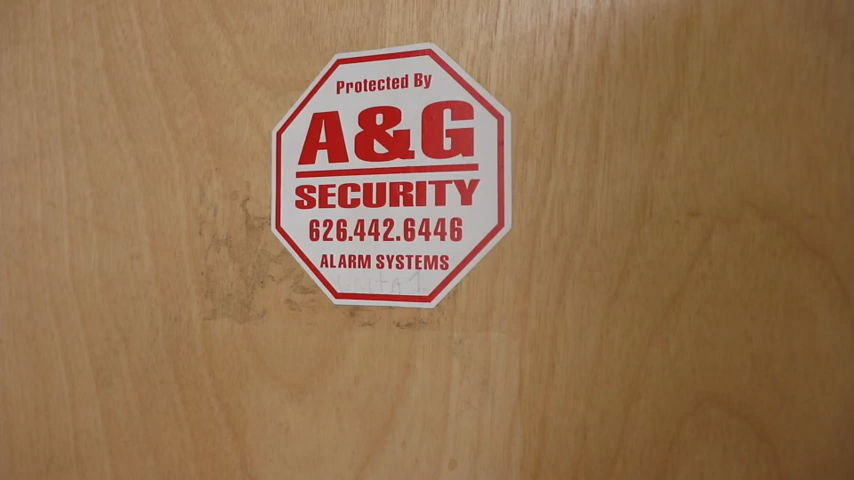 Protected By
A&G
SECURITY
626.442.6446
ALARM SYSTEMS